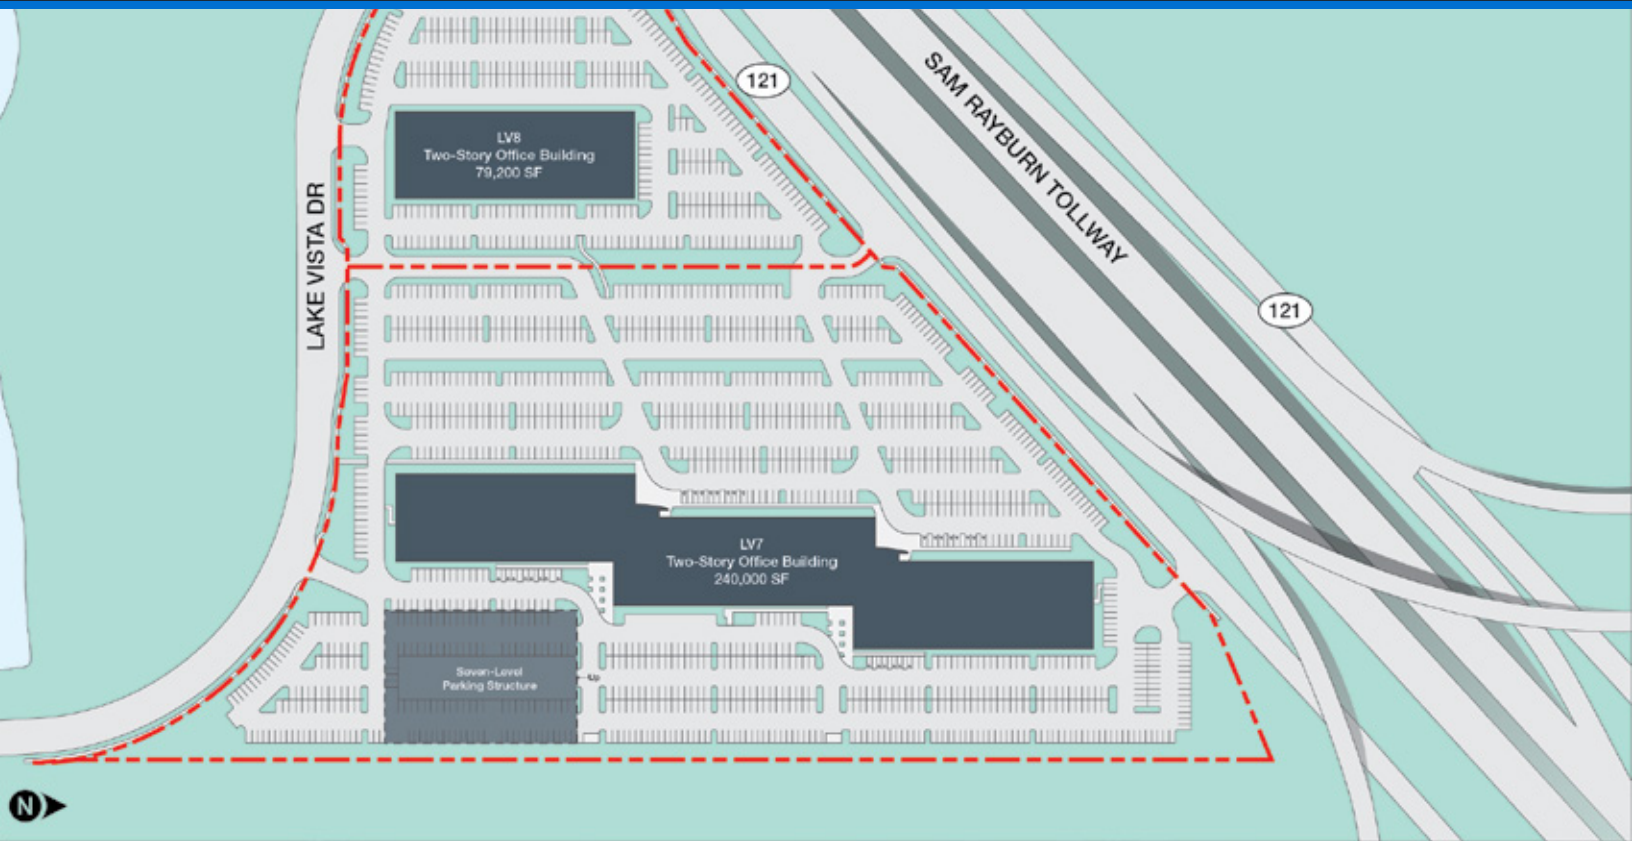 121
SAM RAYBURN TOLLWAY
LV8
Two-Story Office Building
79,200 SF
LAKE VISTA DR
121
LV7
Two-Story Office Building
240,000 SF
Seven-Level
Parking Structure
Up
N